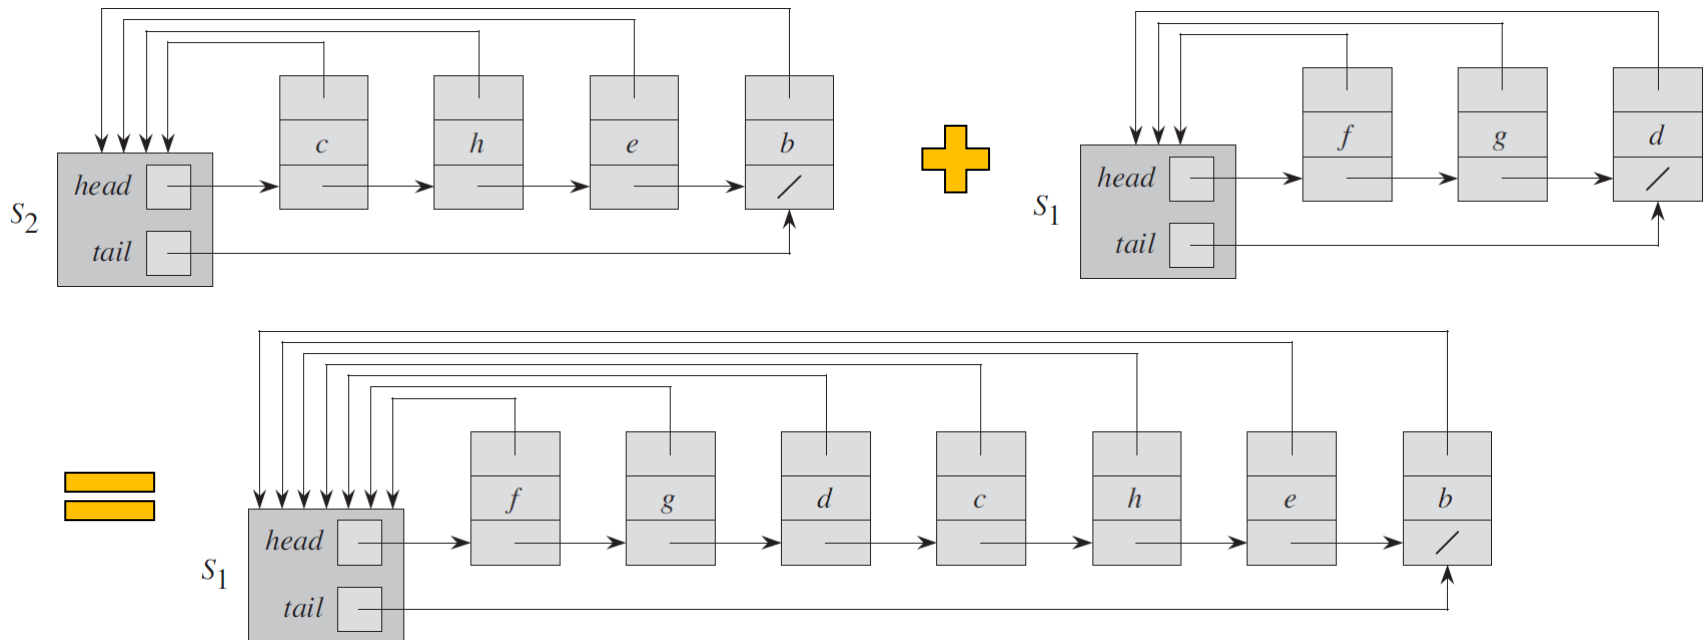 c h e b
head
S2
tail
f g d
head
S1
tail
f g d c h e b
head
S1
tail